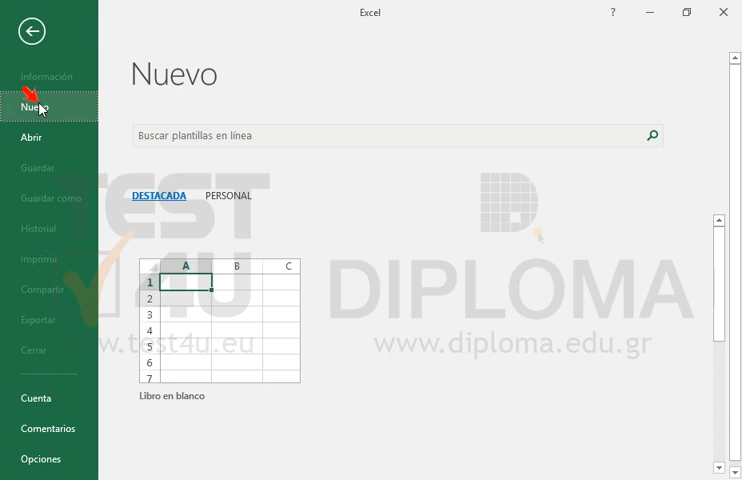 Excel
?
Información
Nuevo
Abrir
Guardar
Guardar como
Historial
Imprimir
Compartir
Exportar
Cerrar
Cuenta
Comentarios
Opciones
Nuevo
Buscar plantillas en línea
DESTACADA PERSONAL
A B C
1
2
3
4
5
6
7
Libro en blanco
TEST
4U
w.test4u.eu
DIPLOMA
www.diploma.edu.gr